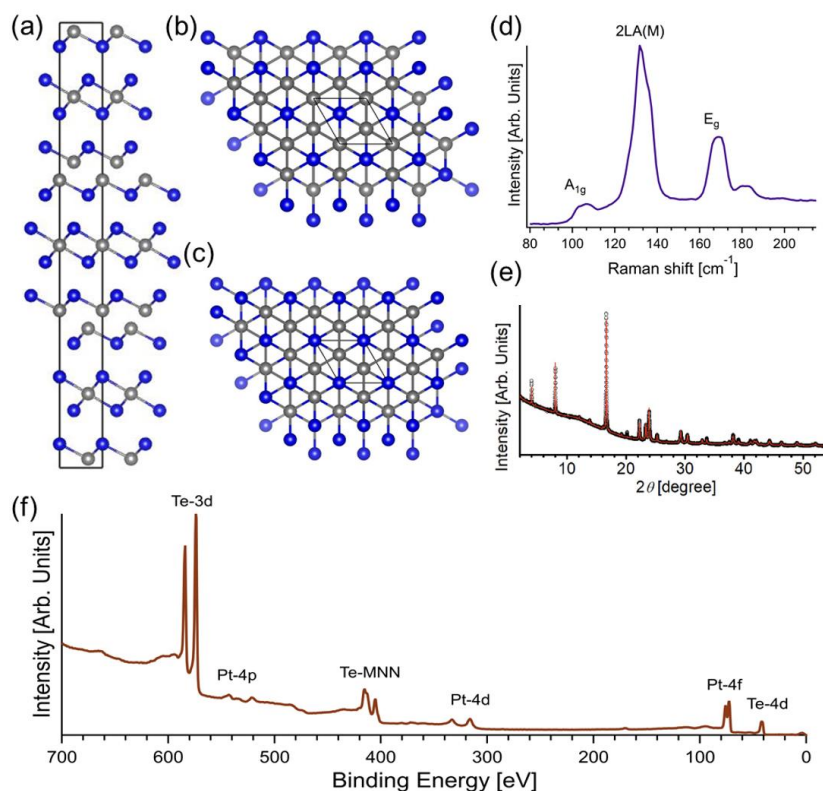 (a)
(b)
(c)
(d)
2LA(M)
E_g
A_1g
Intensity [Arb. Units]
80 100 120 140 160 180 200
Raman shift [cm⁻¹]
(e)
Intensity [Arb. Units]
10 20 30 40 50
2θ [degree]
(f)
Te-3d
Pt-4p
Te-MNN
Pt-4d
Pt-4f
Te-4d
Intensity [Arb. Units]
700 600 500 400 300 200 100 0
Binding Energy [eV]